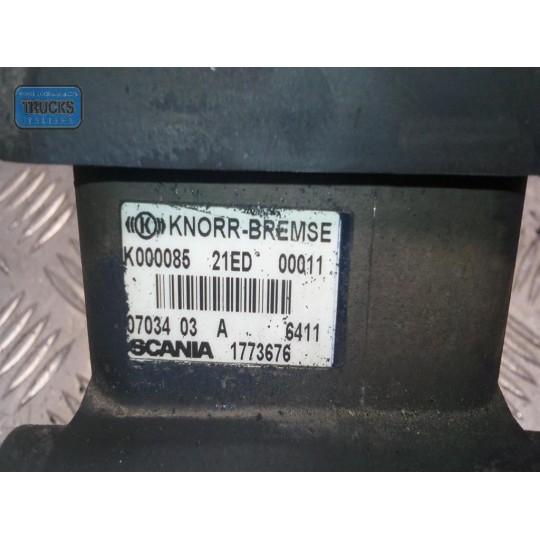 TRUCKS
K KNORR-BREMSE
K000085 21ED 00011
07034 03 A 6411
SCANIA 1773676